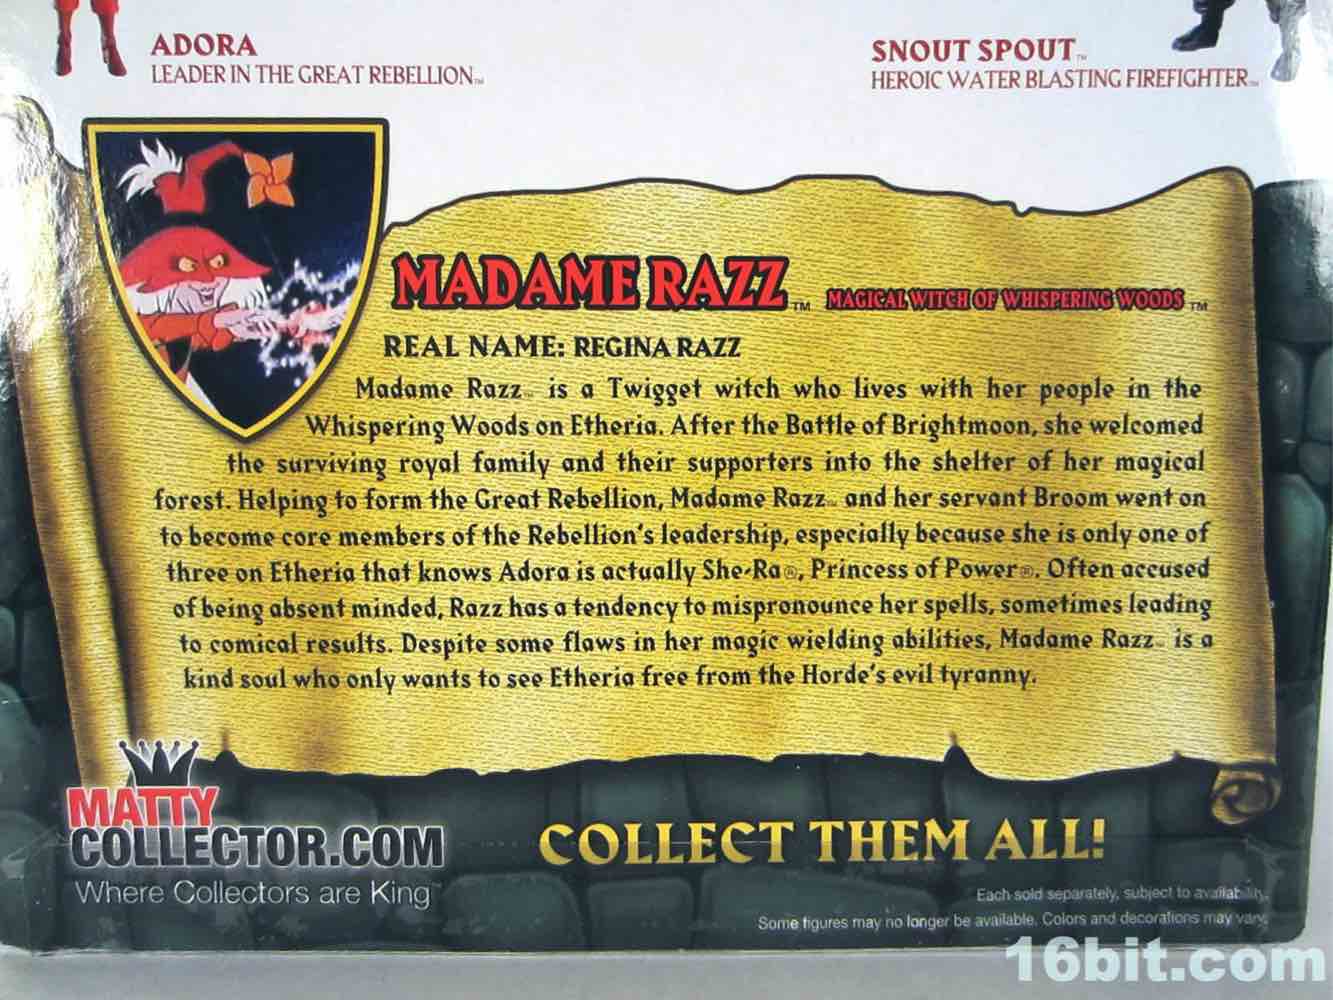 ADORA
LEADER IN THE GREAT REBELLION™
SNOUT SPOUT™
HEROIC WATER BLASTING FIREFIGHTER™
MADAME RAZZ™ MAGICAL WITCH OF WHISPERING WOODS™
REAL NAME: REGINA RAZZ
Madame Razz™ is a Twigget witch who lives with her people in the
Whispering Woods on Etheria. After the Battle of Brightmoon, she welcomed
the surviving royal family and their supporters into the shelter of her magical
forest. Helping to form the Great Rebellion, Madame Razz™ and her servant Broom went on
to become core members of the Rebellion's leadership, especially because she is only one of
three on Etheria that knows Adora is actually She-Ra®, Princess of Power®. Often accused
of being absent minded, Razz has a tendency to mispronounce her spells, sometimes leading
to comical results. Despite some flaws in her magic wielding abilities, Madame Razz™ is a
kind soul who only wants to see Etheria free from the Horde's evil tyranny.
MATTY
COLLECTOR.COM
Where Collectors are King™
COLLECT THEM ALL!
Each sold separately, subject to availability.
Some figures may no longer be available. Colors and decorations may vary.
16bit.com